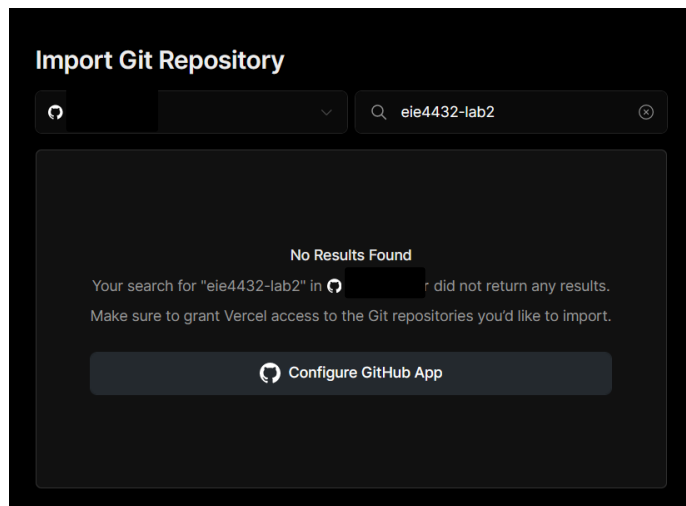 Import Git Repository
eie4432-lab2
No Results Found
Your search for "eie4432-lab2" in r did not return any results.
Make sure to grant Vercel access to the Git repositories you'd like to import.
Configure GitHub App